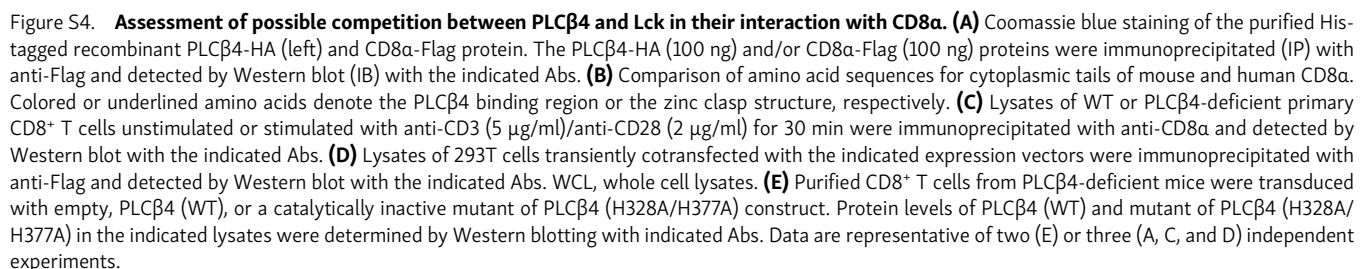 Figure S4. Assessment of possible competition between PLCβ4 and Lck in their interaction with CD8α. (A) Coomassie blue staining of the purified His-
tagged recombinant PLCβ4-HA (left) and CD8α-Flag protein. The PLCβ4-HA (100 ng) and/or CD8α-Flag (100 ng) proteins were immunoprecipitated (IP) with
anti-Flag and detected by Western blot (IB) with the indicated Abs. (B) Comparison of amino acid sequences for cytoplasmic tails of mouse and human CD8α.
Colored or underlined amino acids denote the PLCβ4 binding region or the zinc clasp structure, respectively. (C) Lysates of WT or PLCβ4-deficient primary
CD8⁺ T cells unstimulated or stimulated with anti-CD3 (5 µg/ml)/anti-CD28 (2 µg/ml) for 30 min were immunoprecipitated with anti-CD8α and detected by
Western blot with the indicated Abs. (D) Lysates of 293T cells transiently cotransfected with the indicated expression vectors were immunoprecipitated with
anti-Flag and detected by Western blot with the indicated Abs. WCL, whole cell lysates. (E) Purified CD8⁺ T cells from PLCβ4-deficient mice were transduced
with empty, PLCβ4 (WT), or a catalytically inactive mutant of PLCβ4 (H328A/H377A) construct. Protein levels of PLCβ4 (WT) and mutant of PLCβ4 (H328A/
H377A) in the indicated lysates were determined by Western blotting with indicated Abs. Data are representative of two (E) or three (A, C, and D) independent
experiments.